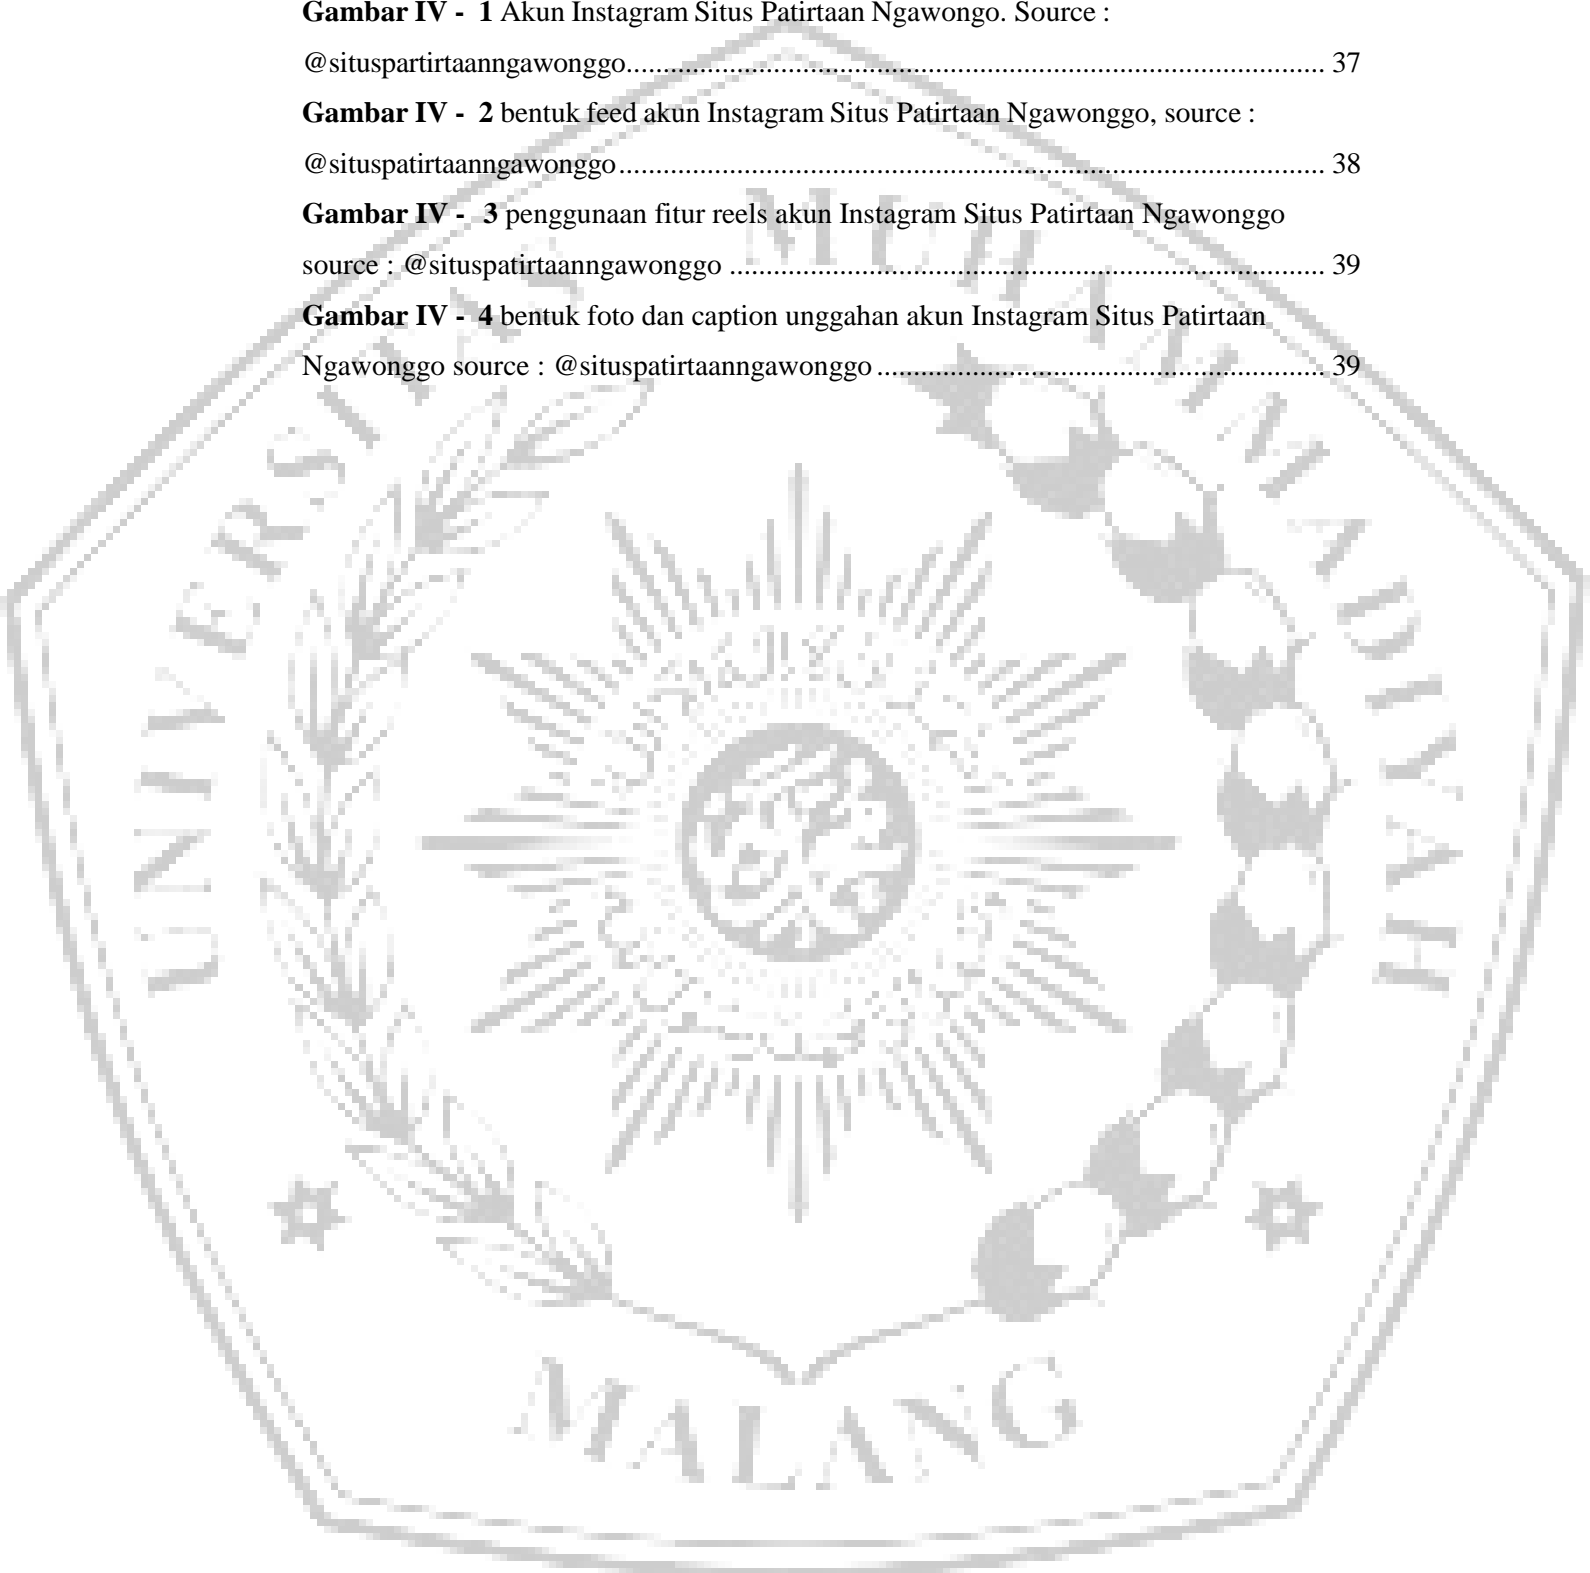 Gambar IV - 1 Akun Instagram Situs Patirtaan Ngawongo. Source :
@situspartirtaanngawonggo........................................................................................... 37
Gambar IV - 2 bentuk feed akun Instagram Situs Patirtaan Ngawonggo, source :
@situspatirtaanngawonggo............................................................................................ 38
Gambar IV - 3 penggunaan fitur reels akun Instagram Situs Patirtaan Ngawonggo
source : @situspatirtaanngawonggo .............................................................................. 39
Gambar IV - 4 bentuk foto dan caption unggahan akun Instagram Situs Patirtaan
Ngawonggo source : @situspatirtaanngawonggo ........................................................... 39
UNIVERSITAS MUHAMMADIYAH
MALANG